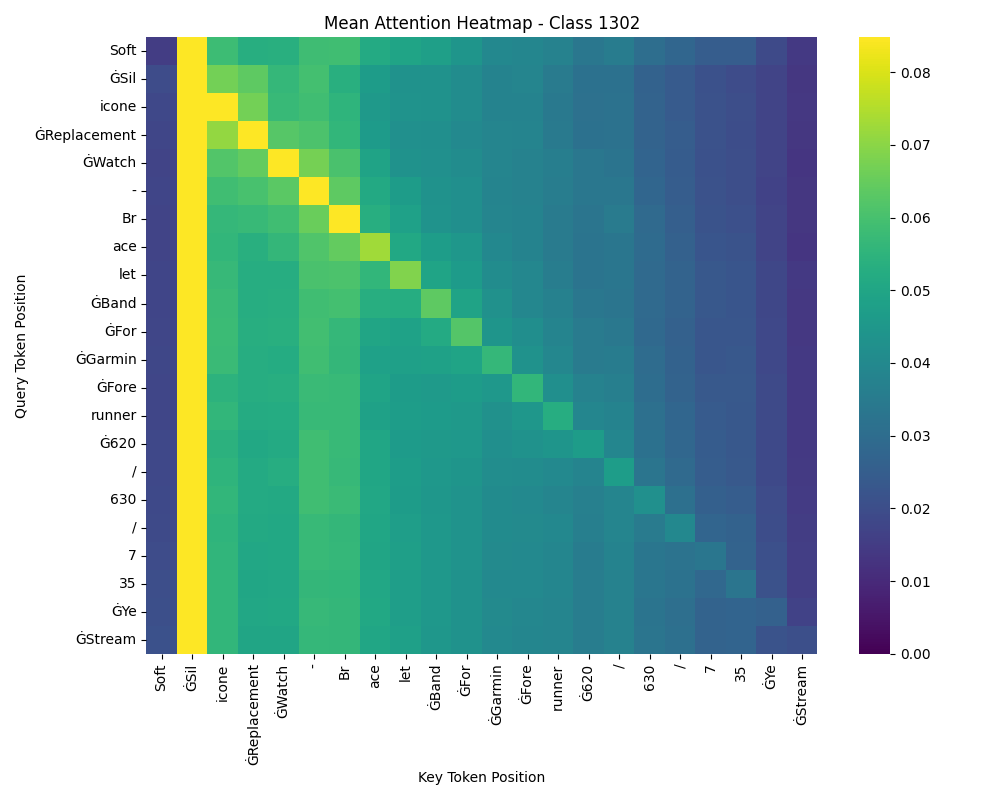 Mean Attention Heatmap - Class 1302
Query Token Position
Soft
ĠSil
icone
ĠReplacement
ĠWatch
-
Br
ace
let
ĠBand
ĠFor
ĠGarmin
ĠFore
runner
Ġ620
/
630
/
7
35
ĠYe
ĠStream
Soft
ĠSil
icone
ĠReplacement
ĠWatch
-
Br
ace
let
ĠBand
ĠFor
ĠGarmin
ĠFore
runner
Ġ620
/
630
/
7
35
ĠYe
ĠStream
Key Token Position
0.08
0.07
0.06
0.05
0.04
0.03
0.02
0.01
0.00